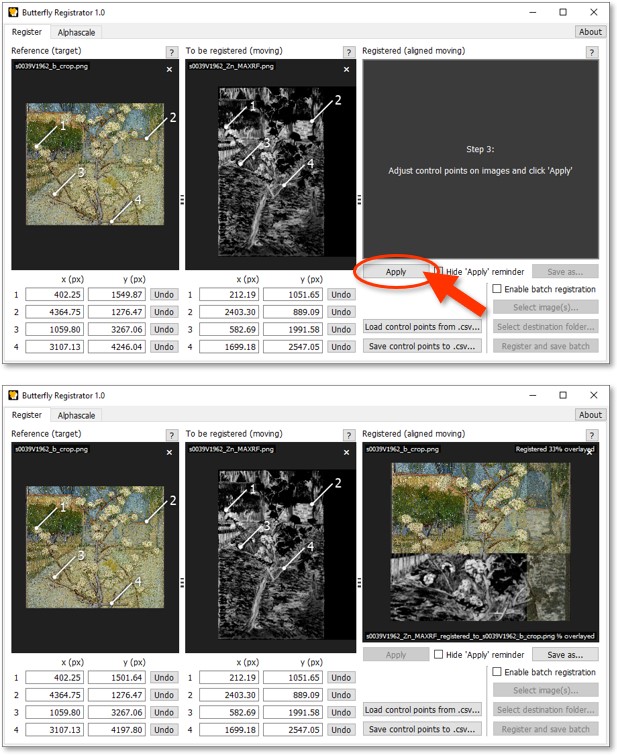 Butterfly Registrator 1.0
Register Alphascale About
Reference (target) ? To be registered (moving) ? Registered (aligned moving) ?
s0039V1962_b_crop.png × s0039V1962_Zn_MAXRF.png ×
1 2 3 4 1 2 3 4
Step 3:
Adjust control points on images and click 'Apply'
Apply Hide 'Apply' reminder Save as...
x (px) y (px) x (px) y (px)
Enable batch registration
1 402.25 1549.87 Undo 1 212.19 1051.65 Undo
Select image(s)...
2 4364.75 1276.47 Undo 2 2403.30 889.09 Undo
Load control points from .csv... Select destination folder...
3 1059.80 3267.06 Undo 3 582.69 1991.58 Undo
Save control points to .csv... Register and save batch
4 3107.13 4246.04 Undo 4 1699.18 2547.05 Undo
Butterfly Registrator 1.0
Register Alphascale About
Reference (target) ? To be registered (moving) ? Registered (aligned moving) ?
s0039V1962_b_crop.png × s0039V1962_Zn_MAXRF.png × s0039V1962_b_crop.png Registered 33% overlayed ×
1 2 3 4 1 2 3 4
s0039V1962_Zn_MAXRF_registered_to_s0039V1962_b_crop.png % overlayed
Apply Hide 'Apply' reminder Save as...
x (px) y (px) x (px) y (px)
Enable batch registration
1 402.25 1501.64 Undo 1 212.19 1051.65 Undo
Select image(s)...
2 4364.75 1276.47 Undo 2 2403.30 889.09 Undo
Load control points from .csv... Select destination folder...
3 1059.80 3267.06 Undo 3 582.69 1991.58 Undo
Save control points to .csv... Register and save batch
4 3107.13 4197.80 Undo 4 1699.18 2547.05 Undo